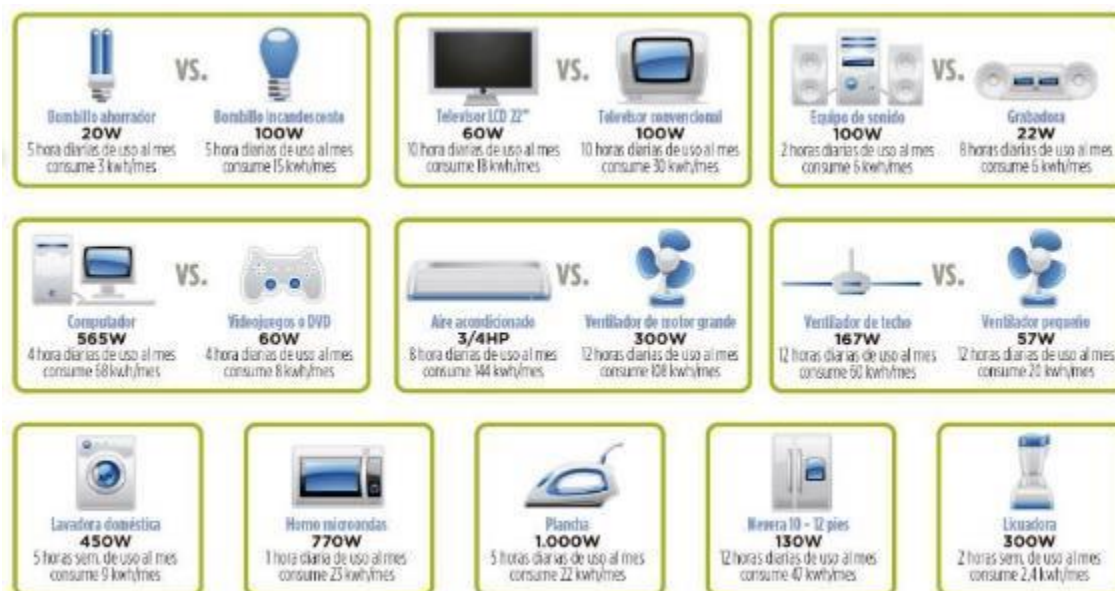 VS.
Bombillo ahorrador
20W
5 hora diarias de uso al mes
consume 3 kwh/mes
Bombillo incandescente
100W
5 hora diarias de uso al mes
consume 15 kwh/mes
VS.
Televisor LCD 22"
60W
10 hora diarias de uso al mes
consume 18 kwh/mes
Televisor convencional
100W
10 horas diarias de uso al mes
consume 30 kwh/mes
VS.
Equipo de sonido
100W
2 horas diarias de uso al mes
consume 6 kwh/mes
Grabadora
22W
8 horas diarias de uso al mes
consume 6 kwh/mes
VS.
Computador
565W
4 hora diarias de uso al mes
consume 68 kwh/mes
Videojuegos o DVD
60W
4 hora diarias de uso al mes
consume 8 kwh/mes
VS.
Aire acondicionado
3/4HP
8 hora diarias de uso al mes
consume 144 kwh/mes
Ventilador de motor grande
300W
12 horas diarias de uso al mes
consume 108 kwh/mes
VS.
Ventilador de techo
167W
12 horas diarias de uso al mes
consume 60 kwh/mes
Ventilador pequeño
57W
12 horas diarias de uso al mes
consume 20 kwh/mes
Lavadora doméstica
450W
5 horas sem. de uso al mes
consume 9 kwh/mes
Horno microondas
770W
1 hora diaria de uso al mes
consume 23 kwh/mes
Plancha
1.000W
5 horas diarias de uso al mes
consume 22 kwh/mes
Nevera 10 - 12 pies
130W
12 horas diarias de uso al mes
consume 47 kwh/mes
Licuadora
300W
2 horas sem. de uso al mes
consume 2,4 kwh/mes